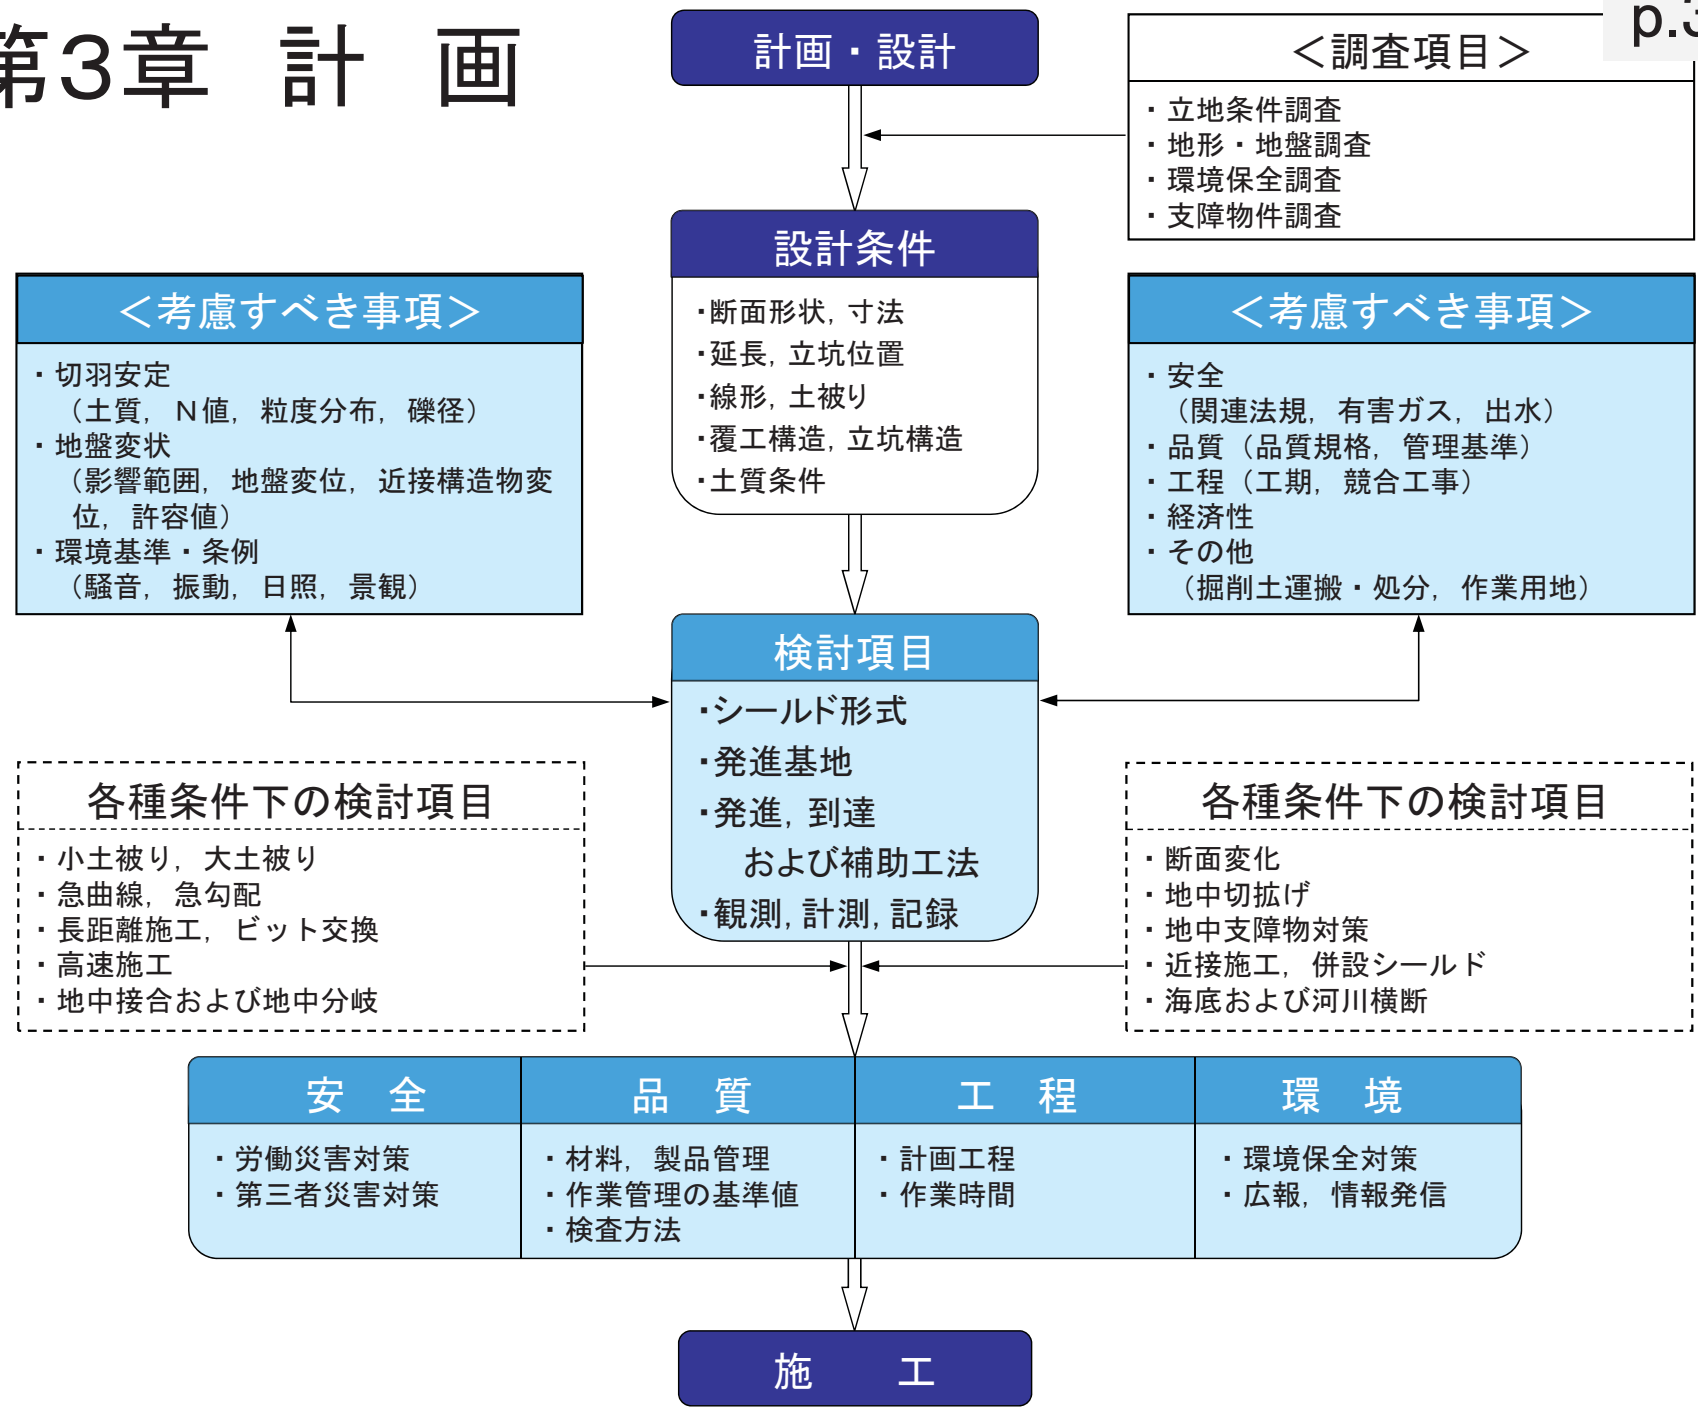 第3章 計 画
p.3
計画・設計
＜調査項目＞
・立地条件調査
・地形・地盤調査
・環境保全調査
・支障物件調査
設計条件
・断面形状, 寸法
・延長, 立坑位置
・線形, 土被り
・覆工構造, 立坑構造
・土質条件
＜考慮すべき事項＞
・切羽安定
（土質, Ｎ値, 粒度分布, 礫径）
・地盤変状
（影響範囲, 地盤変位, 近接構造物変
位, 許容値）
・環境基準・条例
（騒音, 振動, 日照, 景観）
＜考慮すべき事項＞
・安全
（関連法規, 有害ガス, 出水）
・品質（品質規格, 管理基準）
・工程（工期, 競合工事）
・経済性
・その他
（掘削土運搬・処分, 作業用地）
検討項目
・シールド形式
・発進基地
・発進, 到達
および補助工法
・観測, 計測, 記録
各種条件下の検討項目
・小土被り, 大土被り
・急曲線, 急勾配
・長距離施工, ビット交換
・高速施工
・地中接合および地中分岐
各種条件下の検討項目
・断面変化
・地中切拡げ
・地中支障物対策
・近接施工, 併設シールド
・海底および河川横断
安 全
・労働災害対策
・第三者災害対策
品 質
・材料, 製品管理
・作業管理の基準値
・検査方法
工 程
・計画工程
・作業時間
環 境
・環境保全対策
・広報, 情報発信
施 工